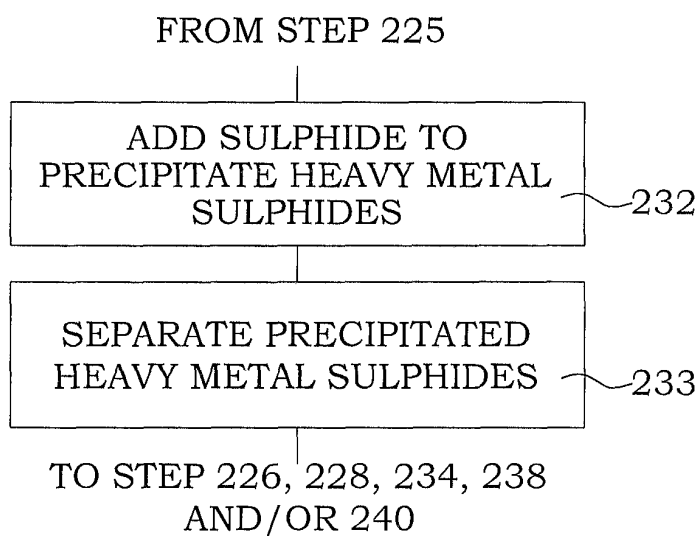 FROM STEP 225
ADD SULPHIDE TO
PRECIPITATE HEAVY METAL
SULPHIDES
232
SEPARATE PRECIPITATED
HEAVY METAL SULPHIDES
233
TO STEP 226, 228, 234, 238
AND/OR 240